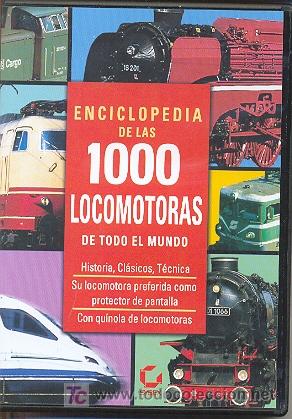 Cargo
15 201
ENCICLOPEDIA
DE LAS
1000
LOCOMOTORAS
DE TODO EL MUNDO
Historia, Clásicos, Técnica
Su locomotora preferida como
protector de pantalla
Con quiniela de locomotoras
todocoleccion.net